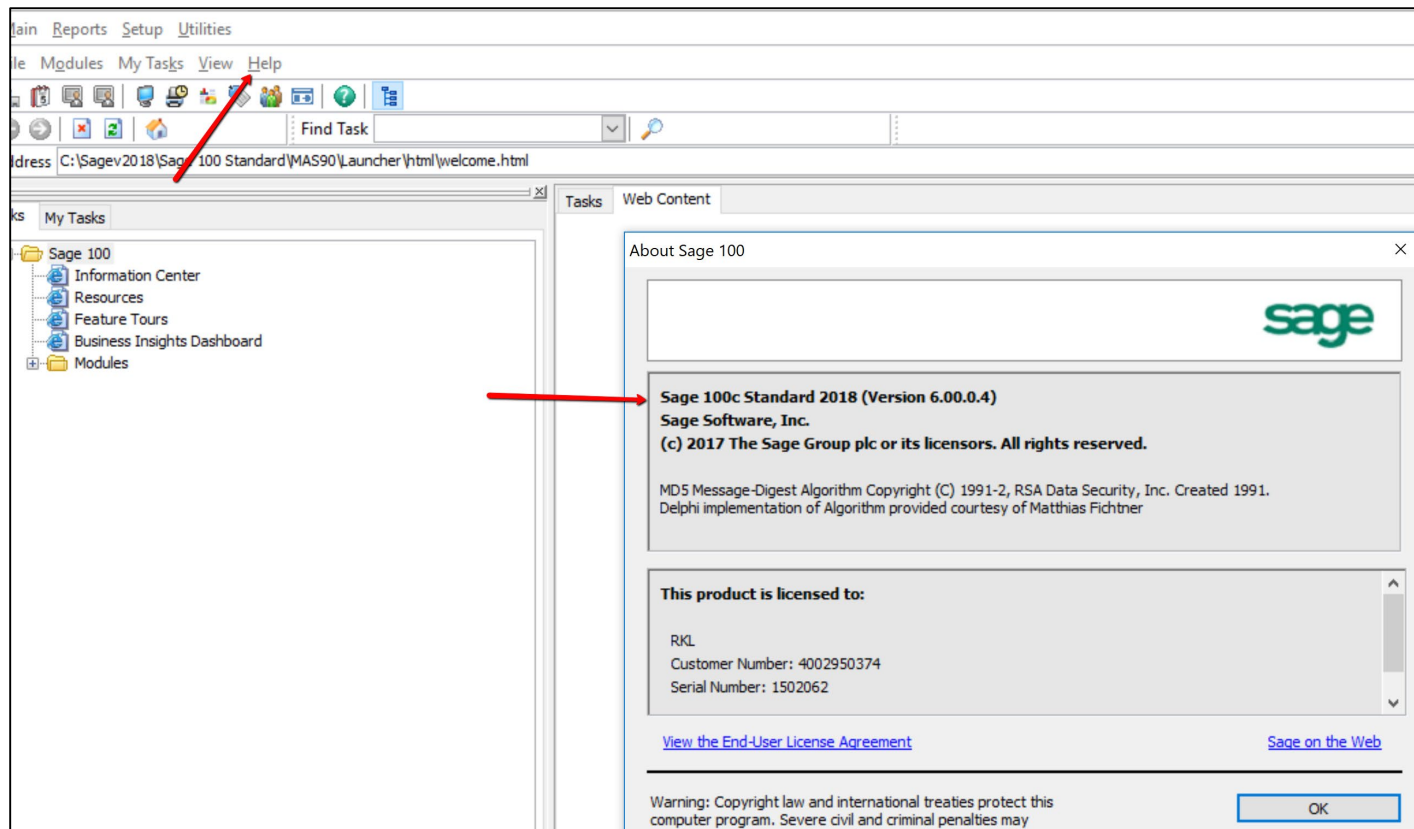 Main Reports Setup Utilities
File Modules My Tasks View Help
Find Task
Address C:\Sagev2018\Sage 100 Standard\MAS90\Launcher\html\welcome.html
My Tasks
Tasks Web Content
Sage 100
Information Center
Resources
Feature Tours
Business Insights Dashboard
Modules
About Sage 100
sage
Sage 100c Standard 2018 (Version 6.00.0.4)
Sage Software, Inc.
(c) 2017 The Sage Group plc or its licensors. All rights reserved.
MD5 Message-Digest Algorithm Copyright (C) 1991-2, RSA Data Security, Inc. Created 1991.
Delphi implementation of Algorithm provided courtesy of Matthias Fichtner
This product is licensed to:
RKL
Customer Number: 4002950374
Serial Number: 1502062
View the End-User License Agreement
Sage on the Web
Warning: Copyright law and international treaties protect this
computer program. Severe civil and criminal penalties may
OK